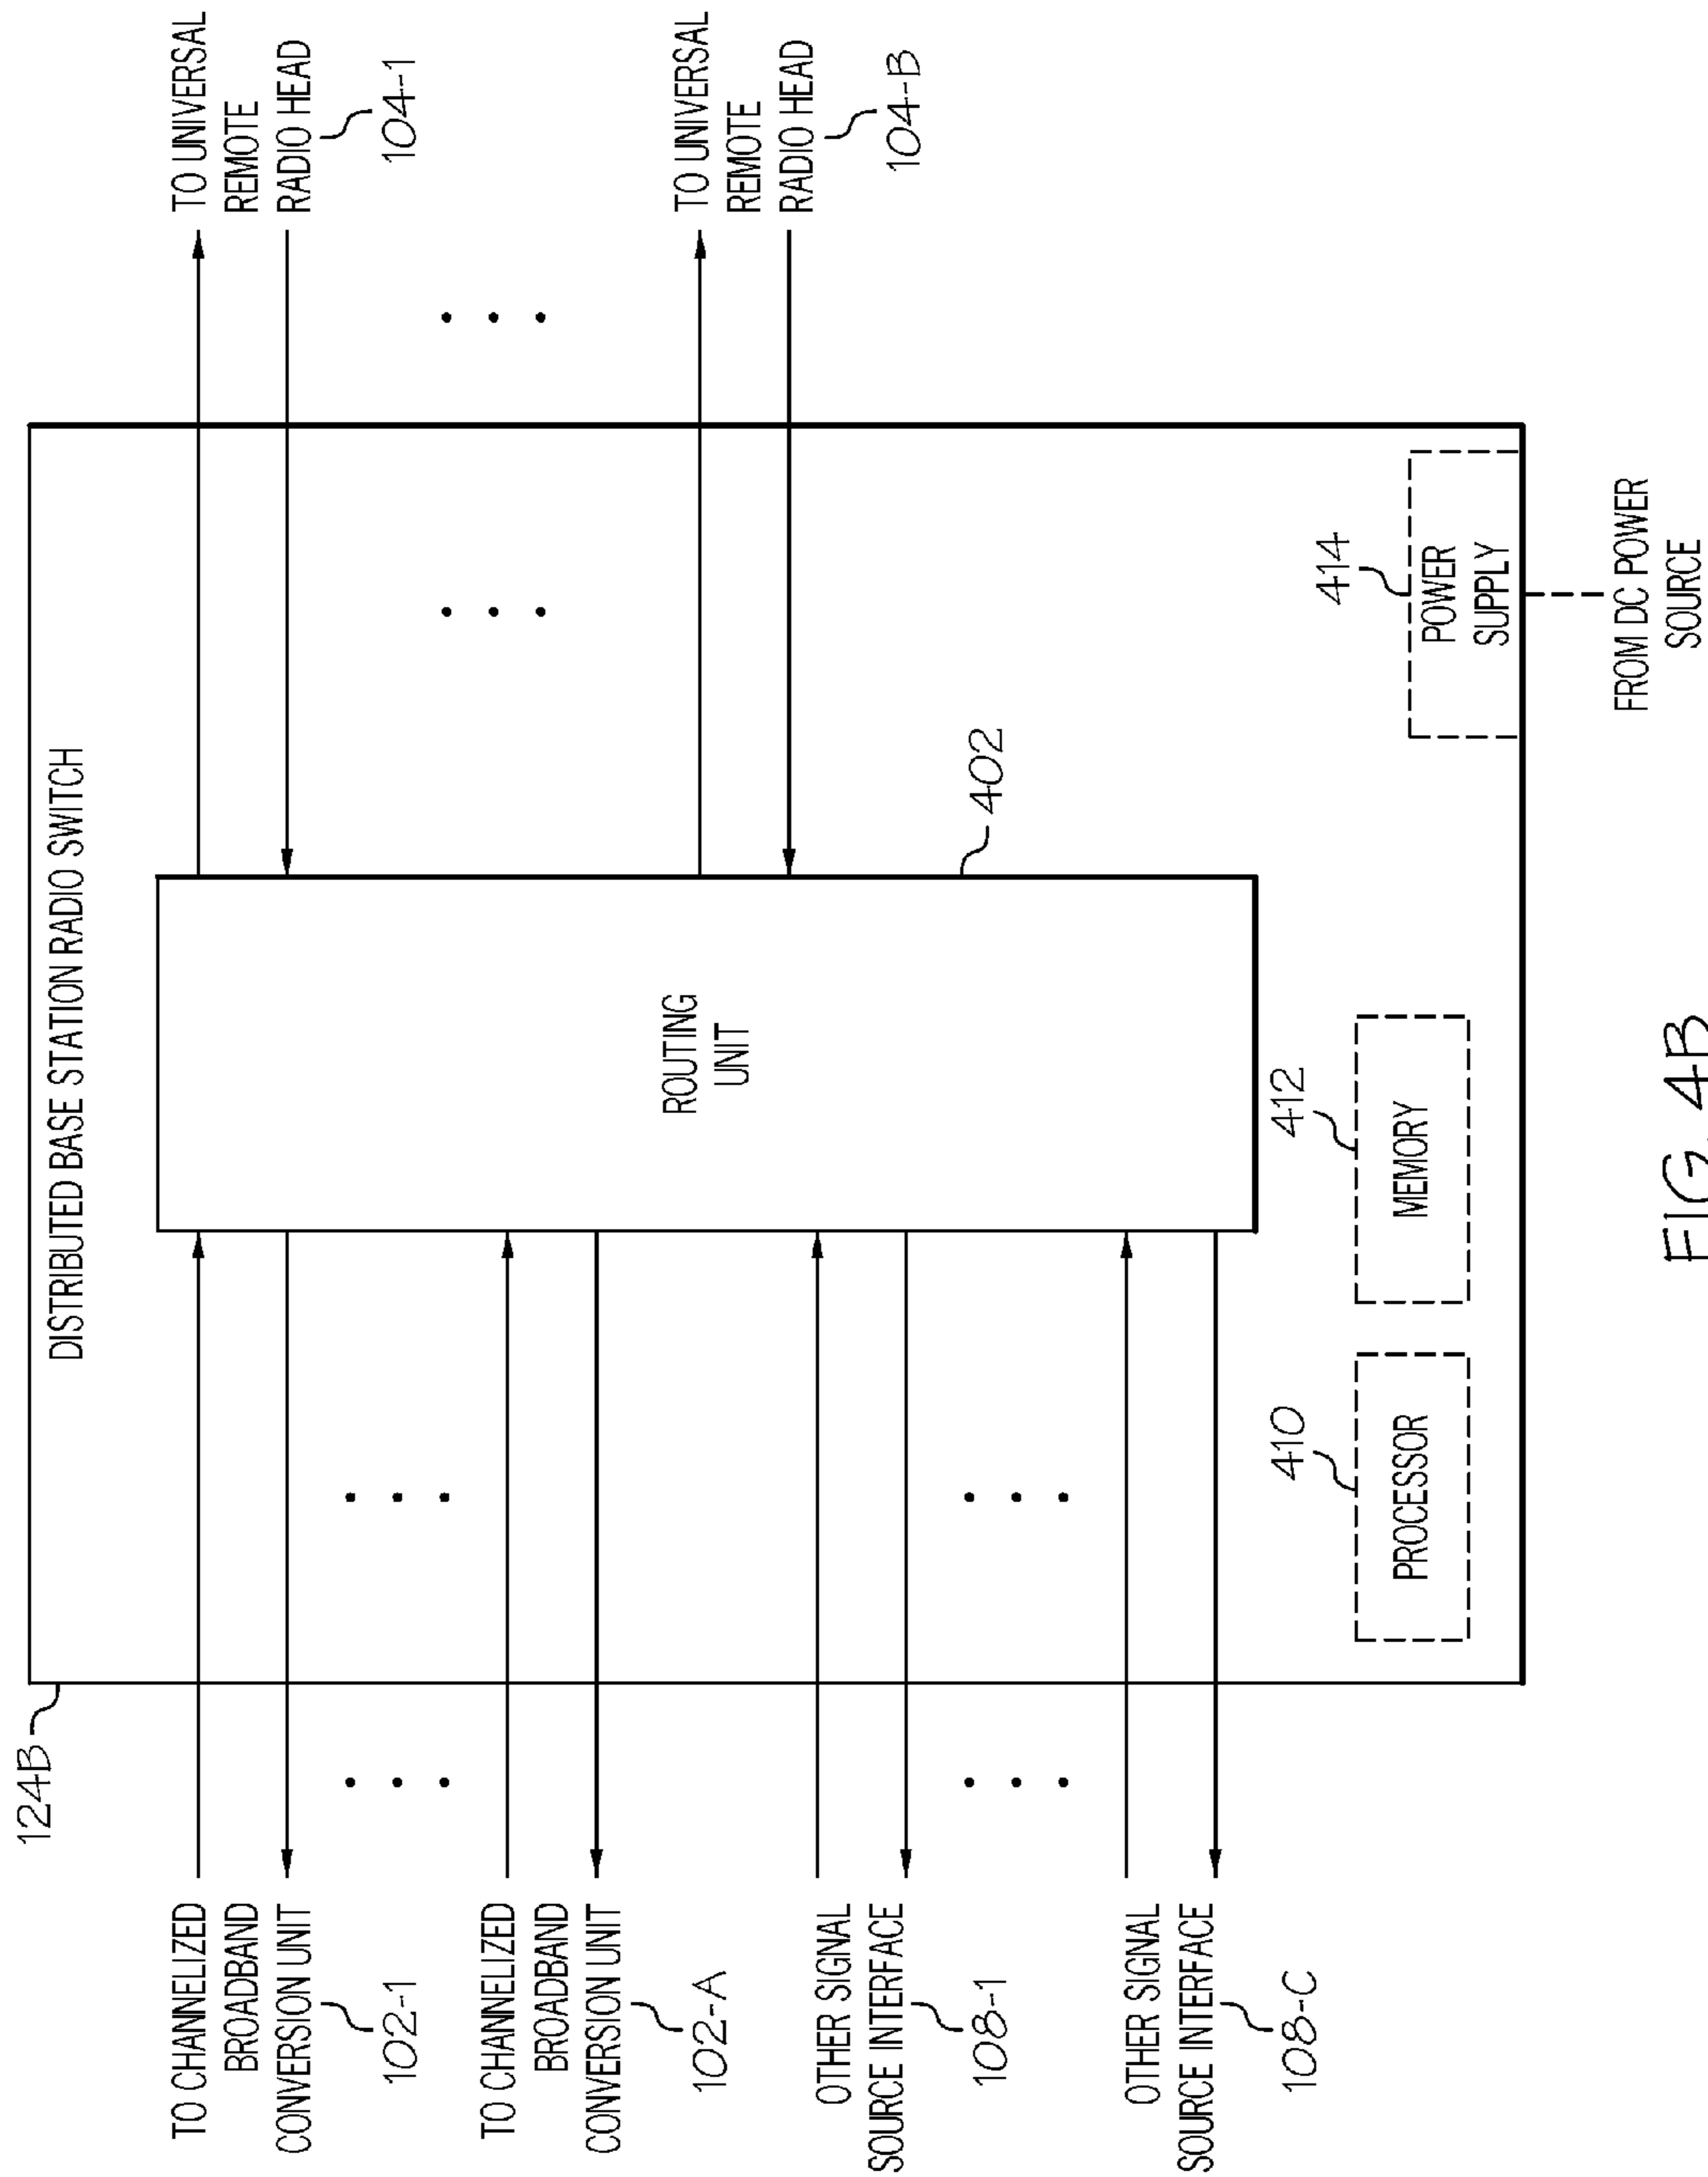 124B
DISTRIBUTED BASE STATION RADIO SWITCH
TO CHANNELIZED
BROADBAND
CONVERSION UNIT
102-1
TO CHANNELIZED
BROADBAND
CONVERSION UNIT
102-A
OTHER SIGNAL
SOURCE INTERFACE
108-1
OTHER SIGNAL
SOURCE INTERFACE
108-C
ROUTING
UNIT
402
TO UNIVERSAL
REMOTE
RADIO HEAD
104-1
TO UNIVERSAL
REMOTE
RADIO HEAD
104-B
410
PROCESSOR
412
MEMORY
414
POWER
SUPPLY
FROM DC POWER
SOURCE
FIG. 4B